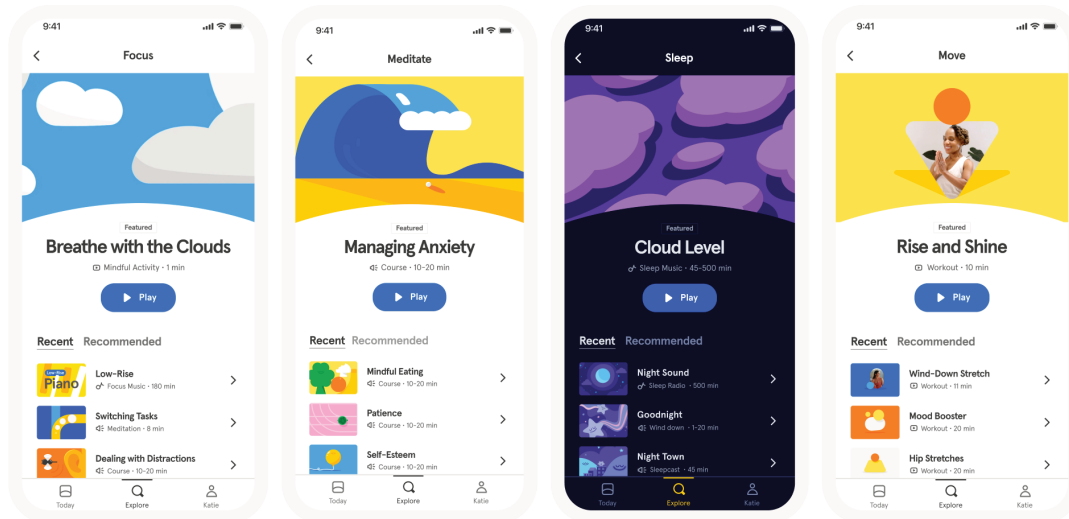 9:41
Focus
Featured
Breathe with the Clouds
Mindful Activity • 1 min
Play
Recent Recommended
Low-Rise
Piano
Low-Rise
Focus Music • 180 min
Switching Tasks
Meditation • 8 min
Dealing with Distractions
Course • 10-20 min
Today Explore Katie
9:41
Meditate
Featured
Managing Anxiety
Course • 10-20 min
Play
Recent Recommended
Mindful Eating
Course • 10-20 min
Patience
Course • 10-20 min
Self-Esteem
Course • 10-20 min
Today Explore Katie
9:41
Sleep
Featured
Cloud Level
Sleep Music • 45-500 min
Play
Recent Recommended
Night Sound
Sleep Radio • 500 min
Goodnight
Wind down • 1-20 min
Night Town
Sleepcast • 45 min
Today Explore Katie
9:41
Move
Featured
Rise and Shine
Workout • 10 min
Play
Recent Recommended
Wind-Down Stretch
Workout • 11 min
Mood Booster
Workout • 20 min
Hip Stretches
Workout • 20 min
Today Explore Katie